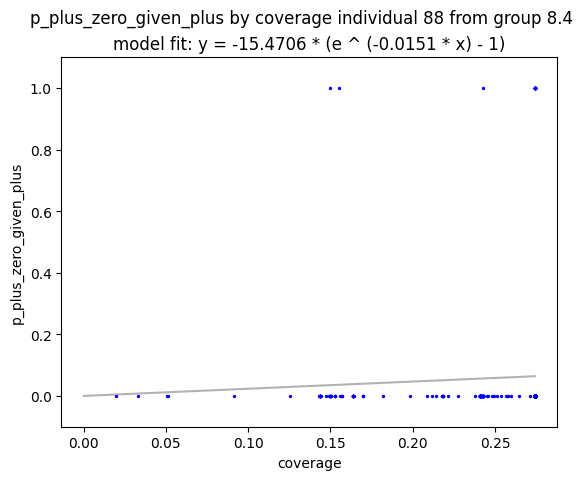 p_plus_zero_given_plus by coverage individual 88 from group 8.4
model fit: y = -15.4706 * (e ^ (-0.0151 * x) - 1)
1.0
0.8
0.6
0.4
0.2
0.0
p_plus_zero_given_plus
0.00 0.05 0.10 0.15 0.20 0.25
coverage